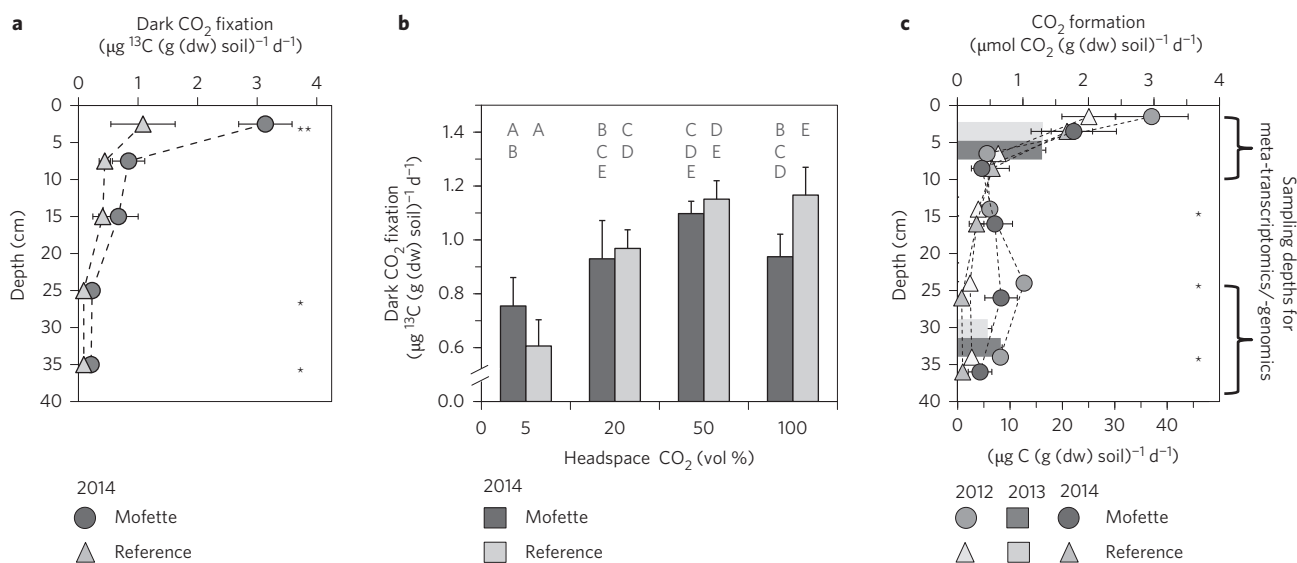 a
Dark CO₂ fixation
(μg ¹³C (g (dw) soil)⁻¹ d⁻¹)
0 1 2 3 4
0
5
10
15
20
25
30
35
40
Depth (cm)
**
*
*
2014
Mofette
Reference
b
1.4
1.2
1.0
0.8
0.6
0.0
Dark CO₂ fixation
(μg ¹³C (g (dw) soil)⁻¹ d⁻¹)
A A B C C D B E
B C D D E C
E E D
0 5 20 50 100
Headspace CO₂ (vol %)
2014
Mofette
Reference
c
CO₂ formation
(μmol CO₂ (g (dw) soil)⁻¹ d⁻¹)
0 1 2 3 4
0
5
10
15
20
25
30
35
40
Depth (cm)
*
*
*
Sampling depths for
meta-transcriptomics/-genomics
0 10 20 30 40
(μg C (g (dw) soil)⁻¹ d⁻¹)
2012 2013 2014
Mofette
Reference